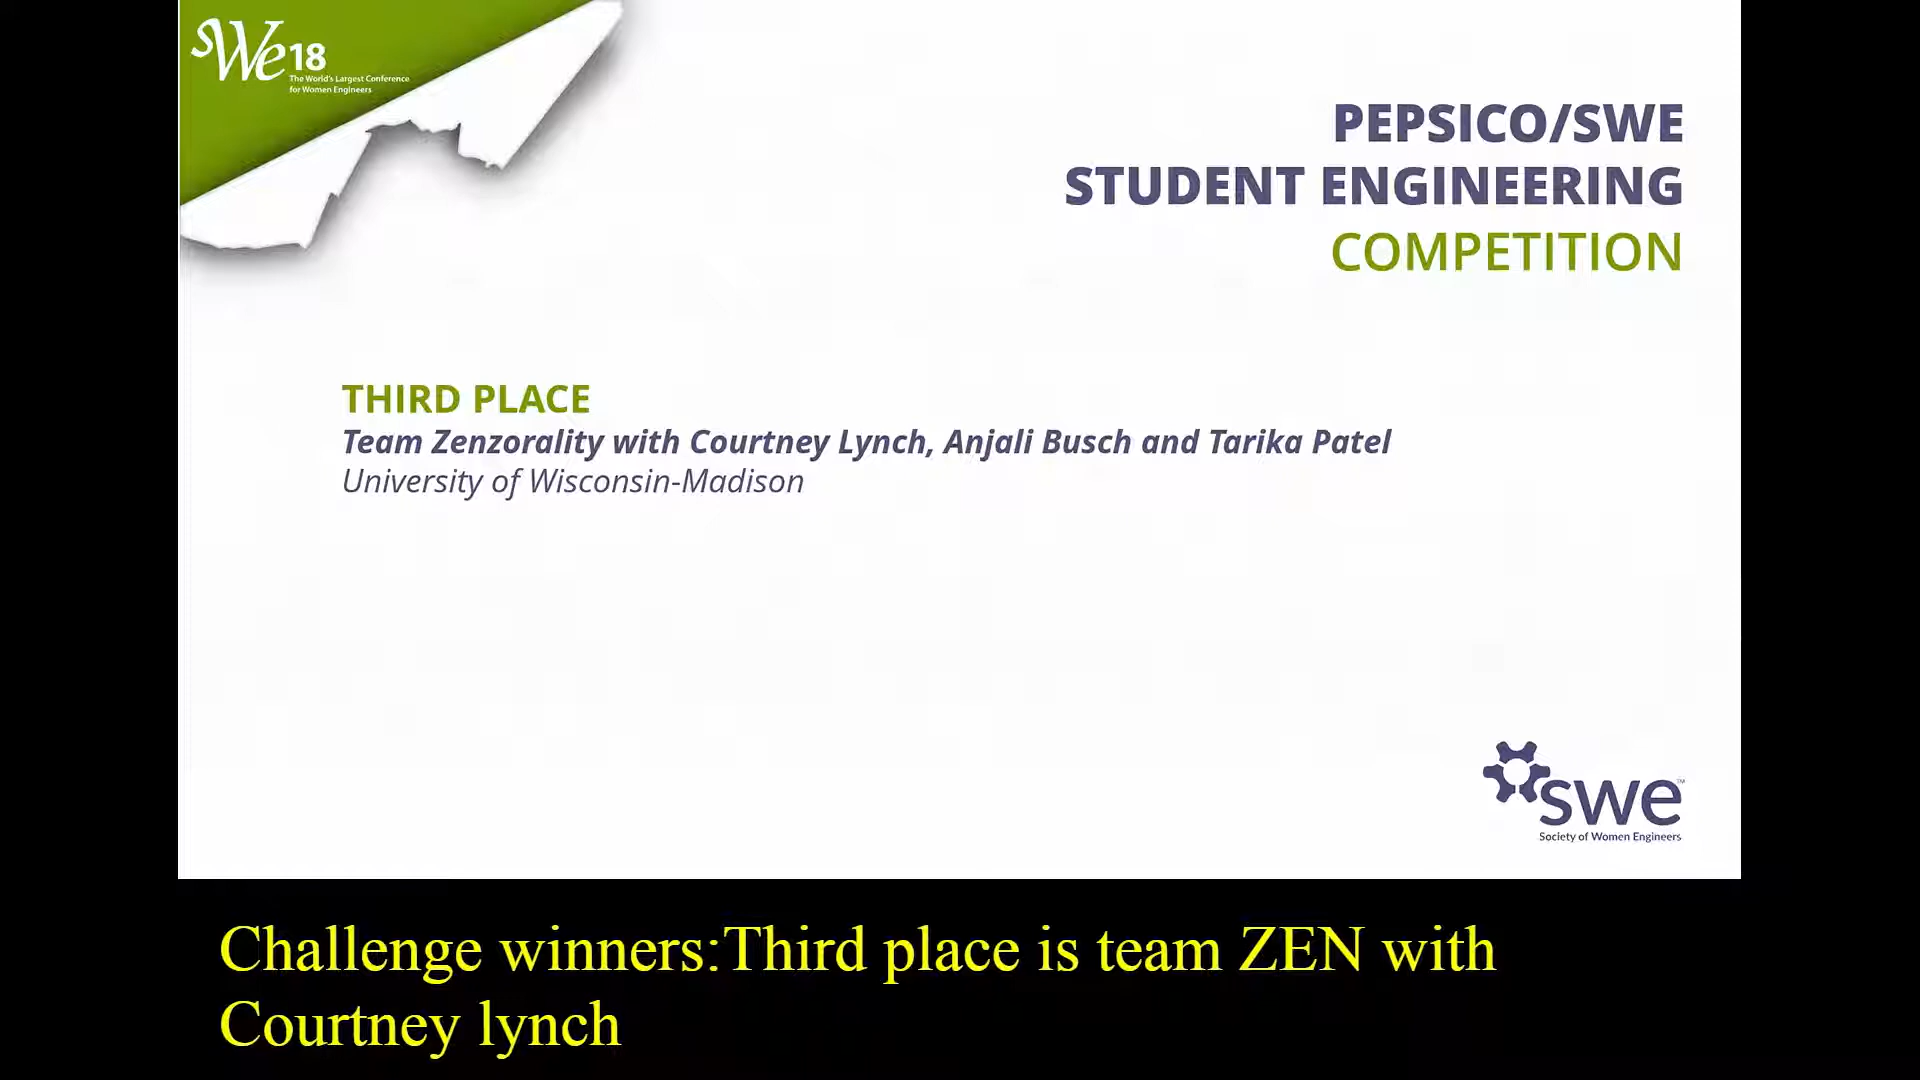 sWe18
The World's Largest Conference
for Women Engineers
PEPSICO/SWE
STUDENT ENGINEERING
COMPETITION
THIRD PLACE
Team Zenzorality with Courtney Lynch, Anjali Busch and Tarika Patel
University of Wisconsin-Madison
swe™
Society of Women Engineers
Challenge winners:Third place is team ZEN with
Courtney lynch